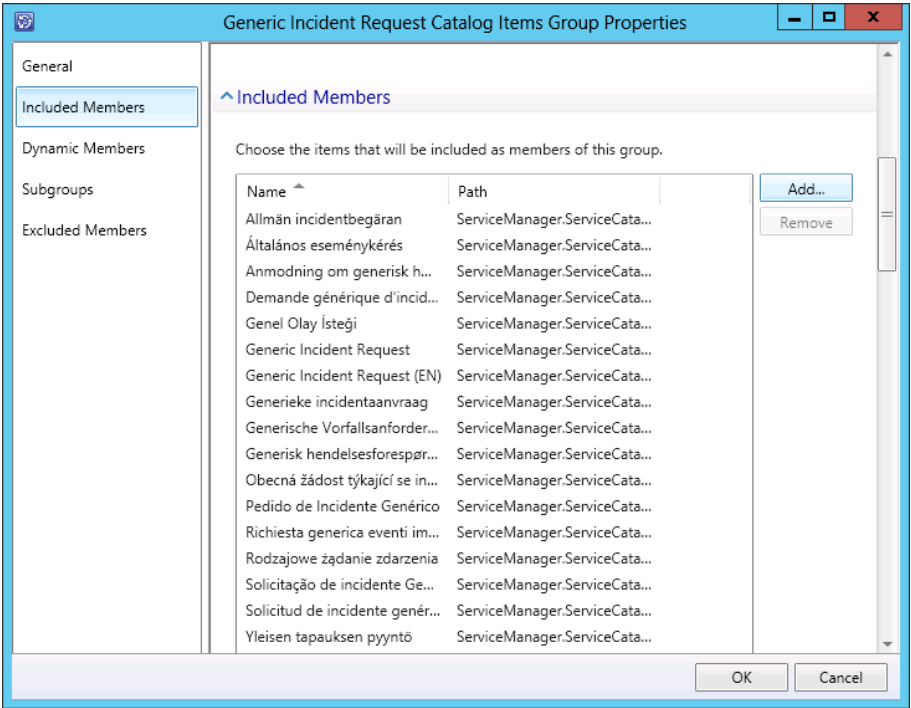 Generic Incident Request Catalog Items Group Properties
General
Included Members
Dynamic Members
Subgroups
Excluded Members
Included Members
Choose the items that will be included as members of this group.
Name Path
Allmän incidentbegäran ServiceManager.ServiceCata...
Általános eseménykérés ServiceManager.ServiceCata...
Anmodning om generisk h... ServiceManager.ServiceCata...
Demande générique d'incid... ServiceManager.ServiceCata...
Genel Olay İsteği ServiceManager.ServiceCata...
Generic Incident Request ServiceManager.ServiceCata...
Generic Incident Request (EN) ServiceManager.ServiceCata...
Generieke incidentaanvraag ServiceManager.ServiceCata...
Generische Vorfallsanforder... ServiceManager.ServiceCata...
Generisk hendelsesforespør... ServiceManager.ServiceCata...
Obecná žádost týkající se in... ServiceManager.ServiceCata...
Pedido de Incidente Genérico ServiceManager.ServiceCata...
Richiesta generica eventi im... ServiceManager.ServiceCata...
Rodzajowe żądanie zdarzenia ServiceManager.ServiceCata...
Solicitação de incidente Ge... ServiceManager.ServiceCata...
Solicitud de incidente genér... ServiceManager.ServiceCata...
Yleisen tapauksen pyyntö ServiceManager.ServiceCata...
Add...
Remove
OK Cancel